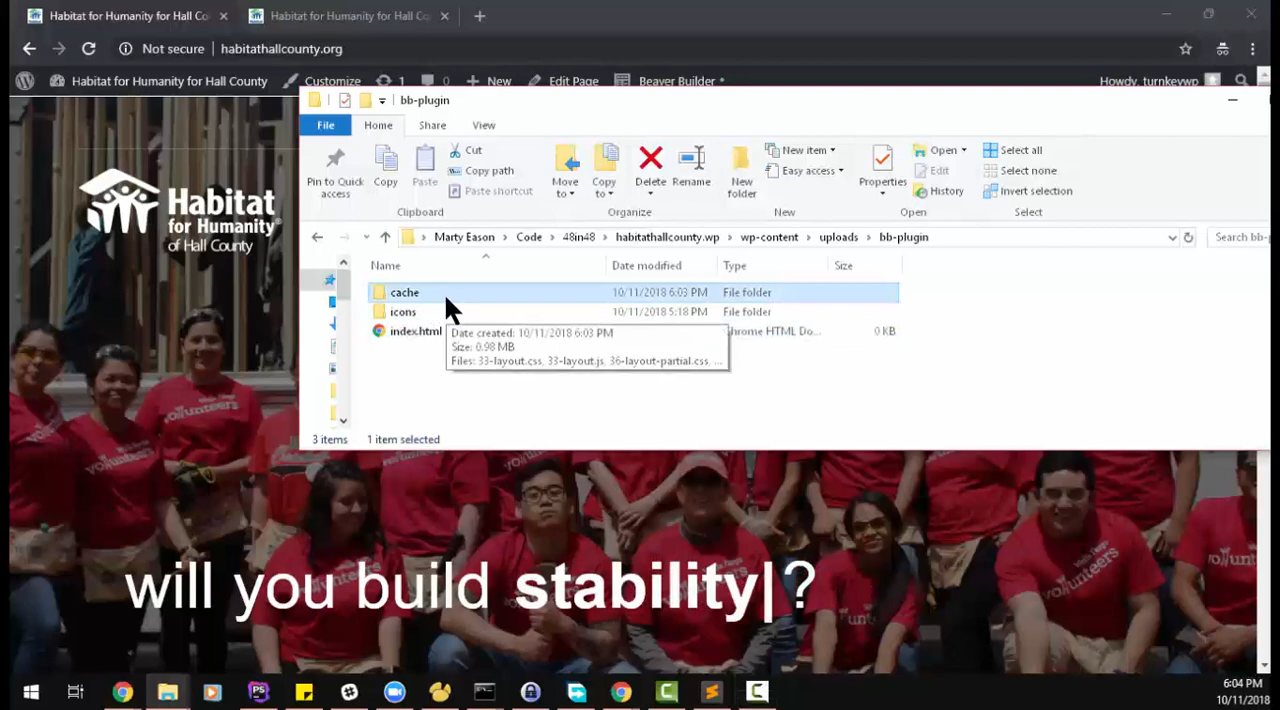 Habitat for Humanity for Hall Co
Habitat for Humanity for Hall Co
Not secure | habitathallcounty.org
Habitat for Humanity for Hall County
Customize
1
0
New
Edit Page
Beaver Builder
Howdy, turnkeywp
bb-plugin
File
Home
Share
View
Pin to Quick access
Copy
Paste
Cut
Copy path
Paste shortcut
Clipboard
Move to
Copy to
Delete
Rename
Organize
New folder
New item
Easy access
New
Properties
Open
Edit
History
Open
Select all
Select none
Invert selection
Select
Marty Eason > Code > 48in48 > habitathallcounty.wp > wp-content > uploads > bb-plugin
Search bb-p
Name
Date modified
Type
Size
cache
10/11/2018 6:03 PM
File folder
icons
10/11/2018 5:18 PM
File folder
index.html
Chrome HTML Do...
0 KB
Date created: 10/11/2018 6:03 PM
Size: 0.98 MB
Files: 33-layout.css, 33-layout.js, 36-layout-partial.css, ...
3 items
1 item selected
Habitat
for Humanity®
of Hall County
will you build stability|?
6:04 PM
10/11/2018